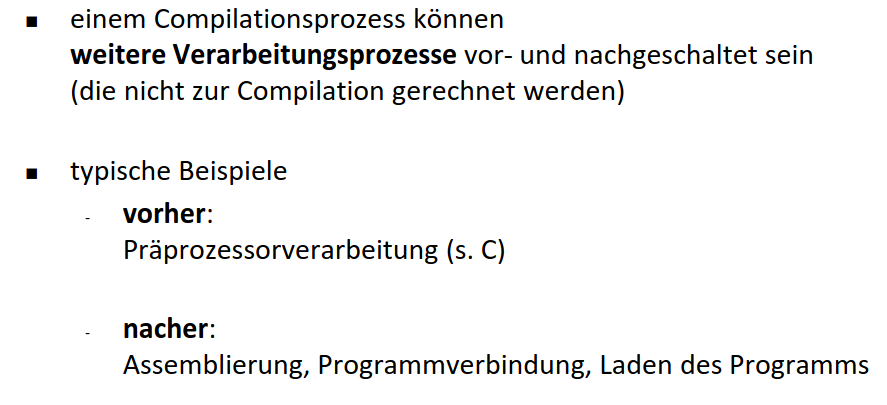 ▪ einem Compilationsprozess können
weitere Verarbeitungsprozesse vor- und nachgeschaltet sein
(die nicht zur Compilation gerechnet werden)
▪ typische Beispiele
- vorher:
Präprozessorverarbeitung (s. C)
- nacher:
Assemblierung, Programmverbindung, Laden des Programms